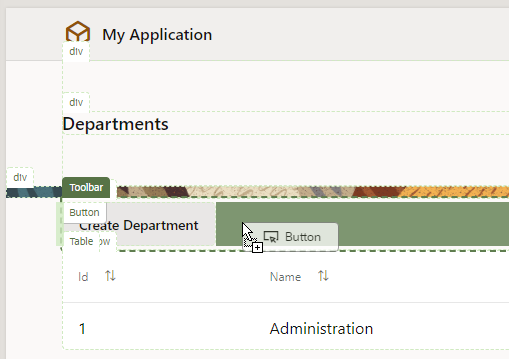 My Application
div
div
Departments
div
Toolbar
Button
Create Department
Button
Table ow
Id
Name
1
Administration